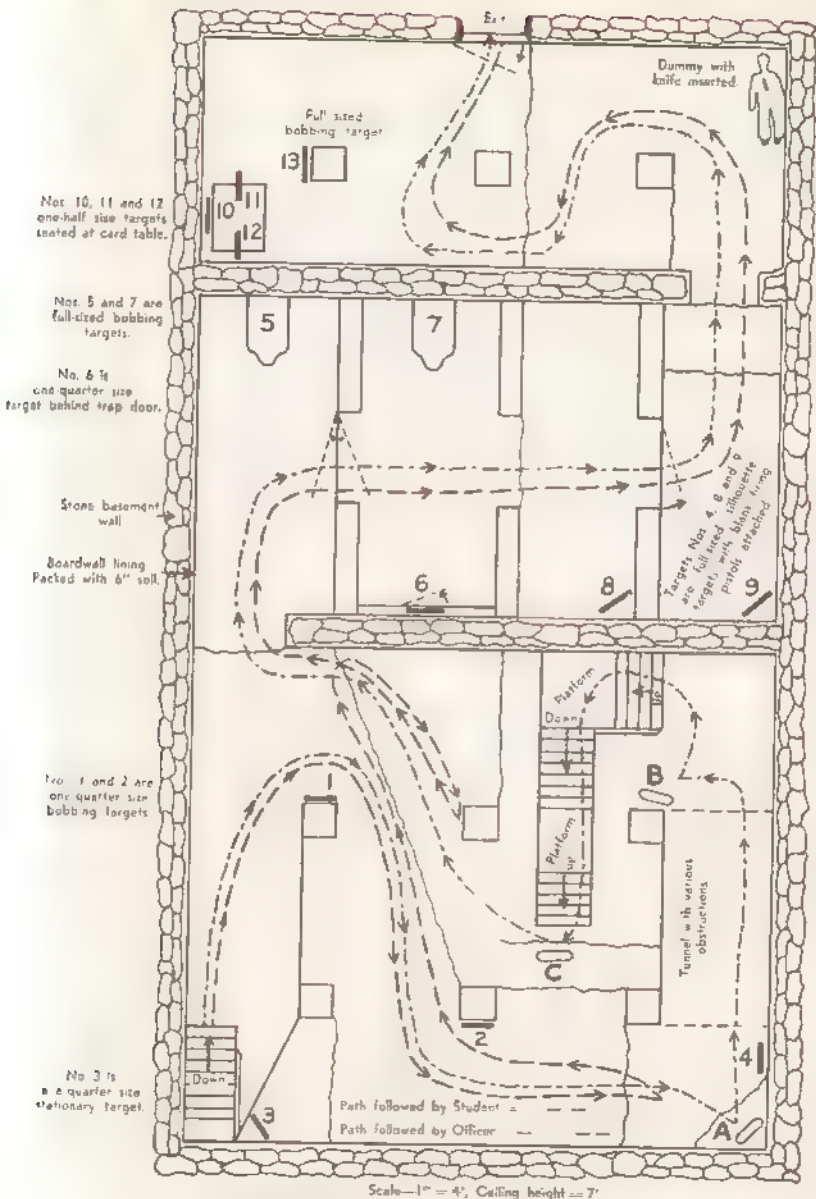 Exit
Dummy with
knife inserted.
Full sized
bobbing target
13
11
10
12
Nos. 10, 11 and 12
one-half size targets
seated at card table.
Nos. 5 and 7 are
full-sized bobbing
targets.
5
7
No. 6 is
one-quarter size
target behind trap door.
Stone basement
wall
Boardwall lining
Packed with 6" soil.
Targets Nos 4, 8 and 9
are full-sized silhouette
targets with blank firing
pistols attached
6
8
9
Platform
Down
UP
B
No. 1 and 2 are
one-quarter size
bobbing targets
1
Platform
UP
Tunnel with various
obstructions
C
2
4
Down
No 3 is
a quarter size
stationary target.
3
Path followed by Student
Path followed by Officer
A
Scale—1" = 4', Ceiling height = 7'